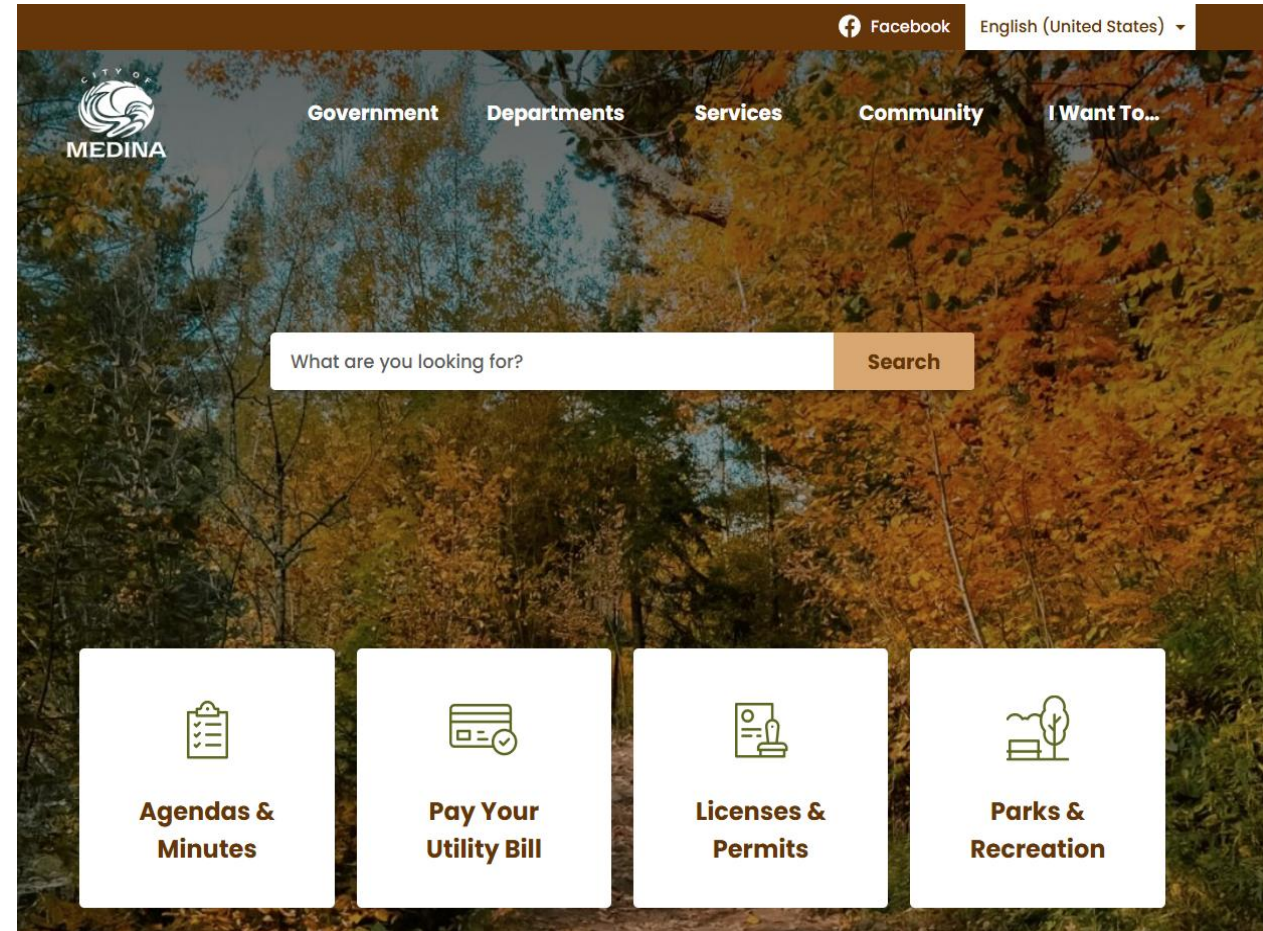 Facebook
English (United States)
CITY OF
MEDINA
Government
Departments
Services
Community
I Want To...
What are you looking for?
Search
Agendas &
Minutes
Pay Your
Utility Bill
Licenses &
Permits
Parks &
Recreation